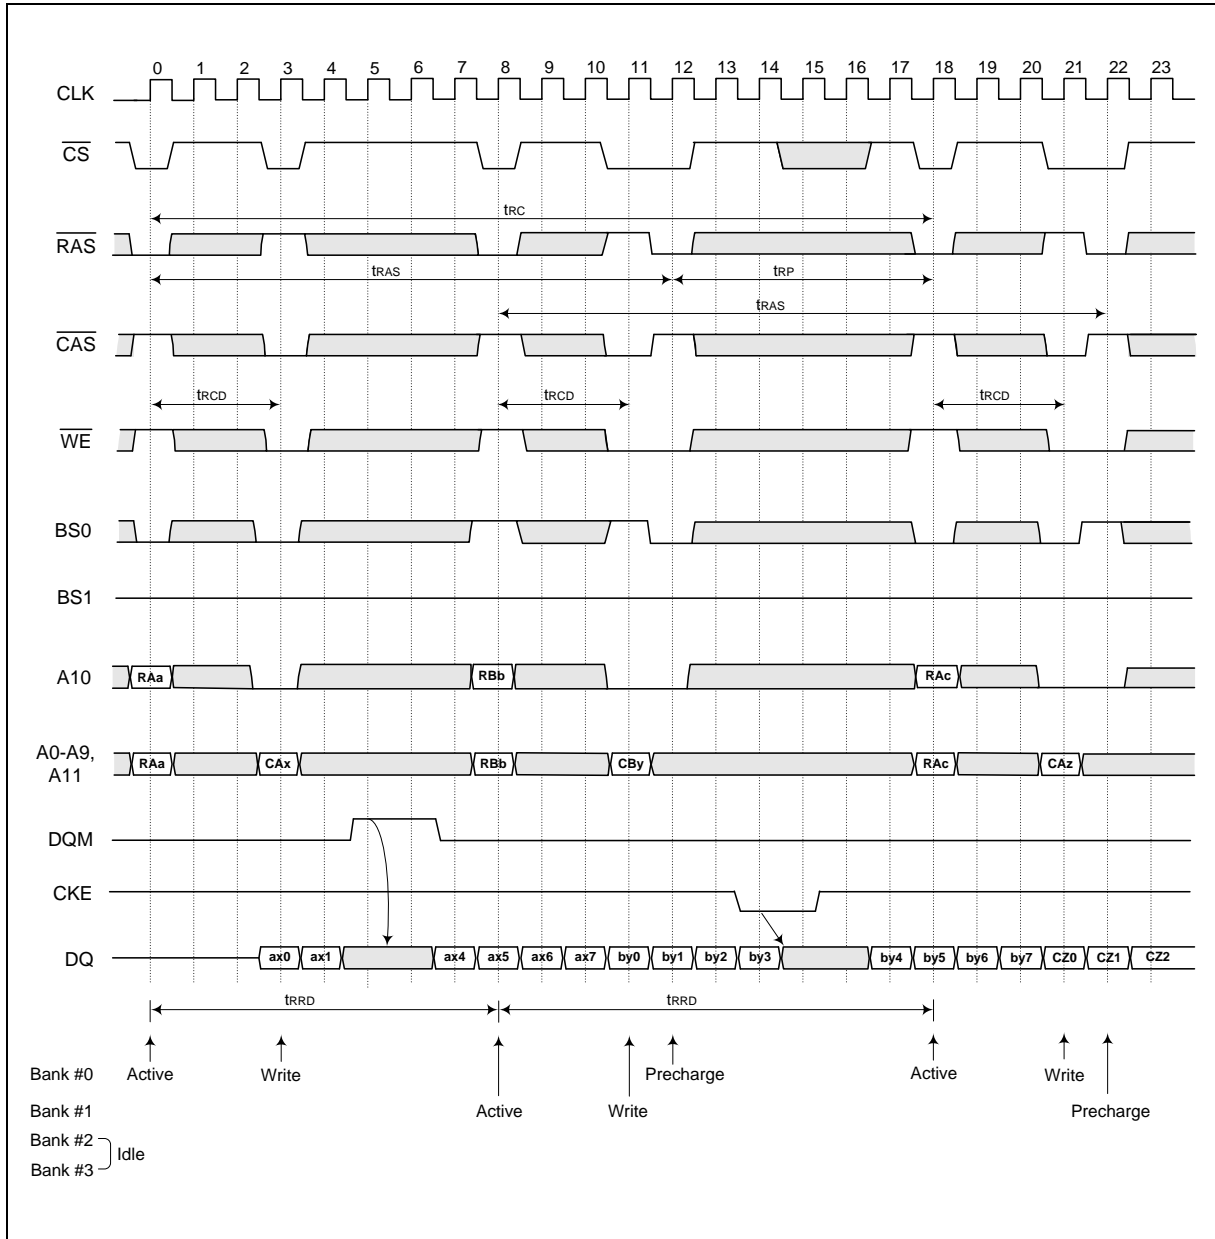 0 1 2 3 4 5 6 7 8 9 10 11 12 13 14 15 16 17 18 19 20 21 22 23
CLK
CS
tRC
RAS
tRAS tRP
tRAS
CAS
tRCD tRCD tRCD
WE
BS0
BS1
A10 RAa RBb RAc
A0-A9,
A11
RAa CAx RBb CBy RAc CAz
DQM
CKE
DQ ax0 ax1 ax4 ax5 ax6 ax7 by0 by1 by2 by3 by4 by5 by6 by7 CZ0 CZ1 CZ2
tRRD tRRD
Bank #0 Active Write Precharge Active Write
Bank #1 Active Write Precharge
Bank #2
Idle
Bank #3